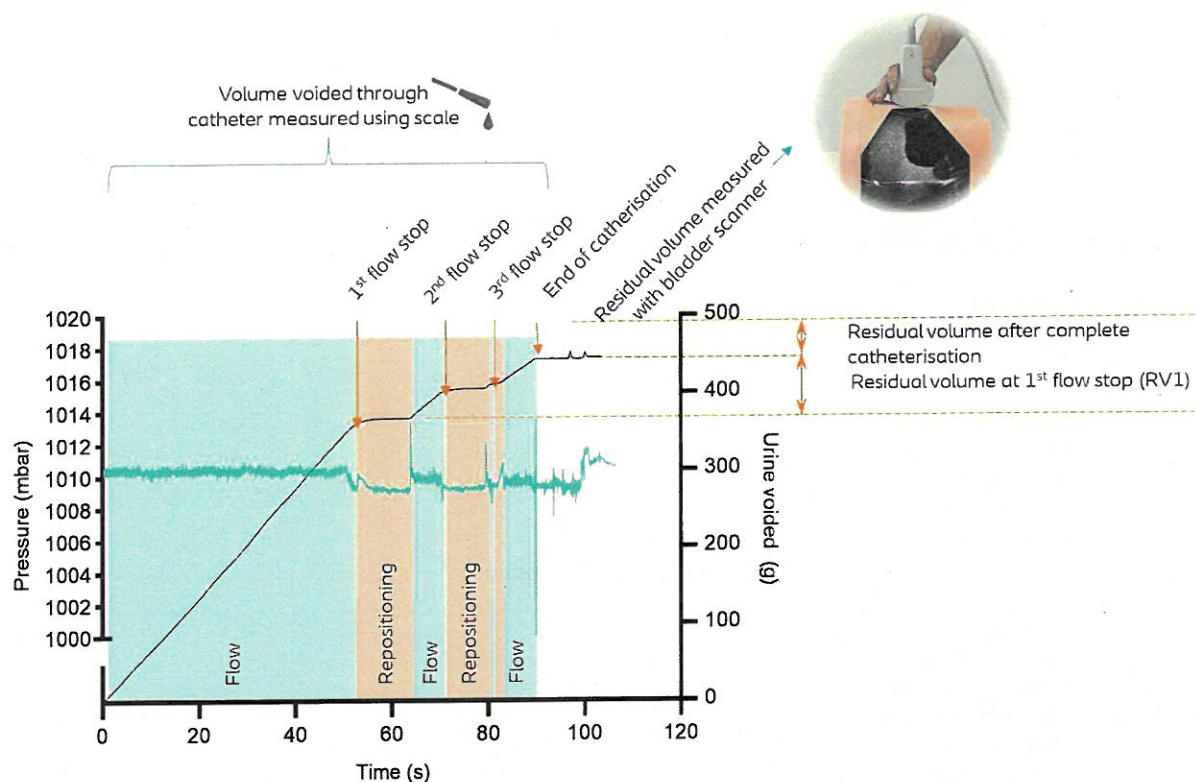 Volume voided through
catheter measured using scale
1st flow stop
2nd flow stop
3rd flow stop
End of catherisation
Residual volume measured
with bladder scanner
1020
1018
1016
1014
1012
1010
1008
1006
1004
1002
1000
Pressure (mbar)
500
400
300
200
100
0
Urine voided (g)
Residual volume after complete
catheterisation
Residual volume at 1st flow stop (RV1)
Flow
Repositioning
Flow
Repositioning
Flow
0
20
40
60
80
100
120
Time (s)